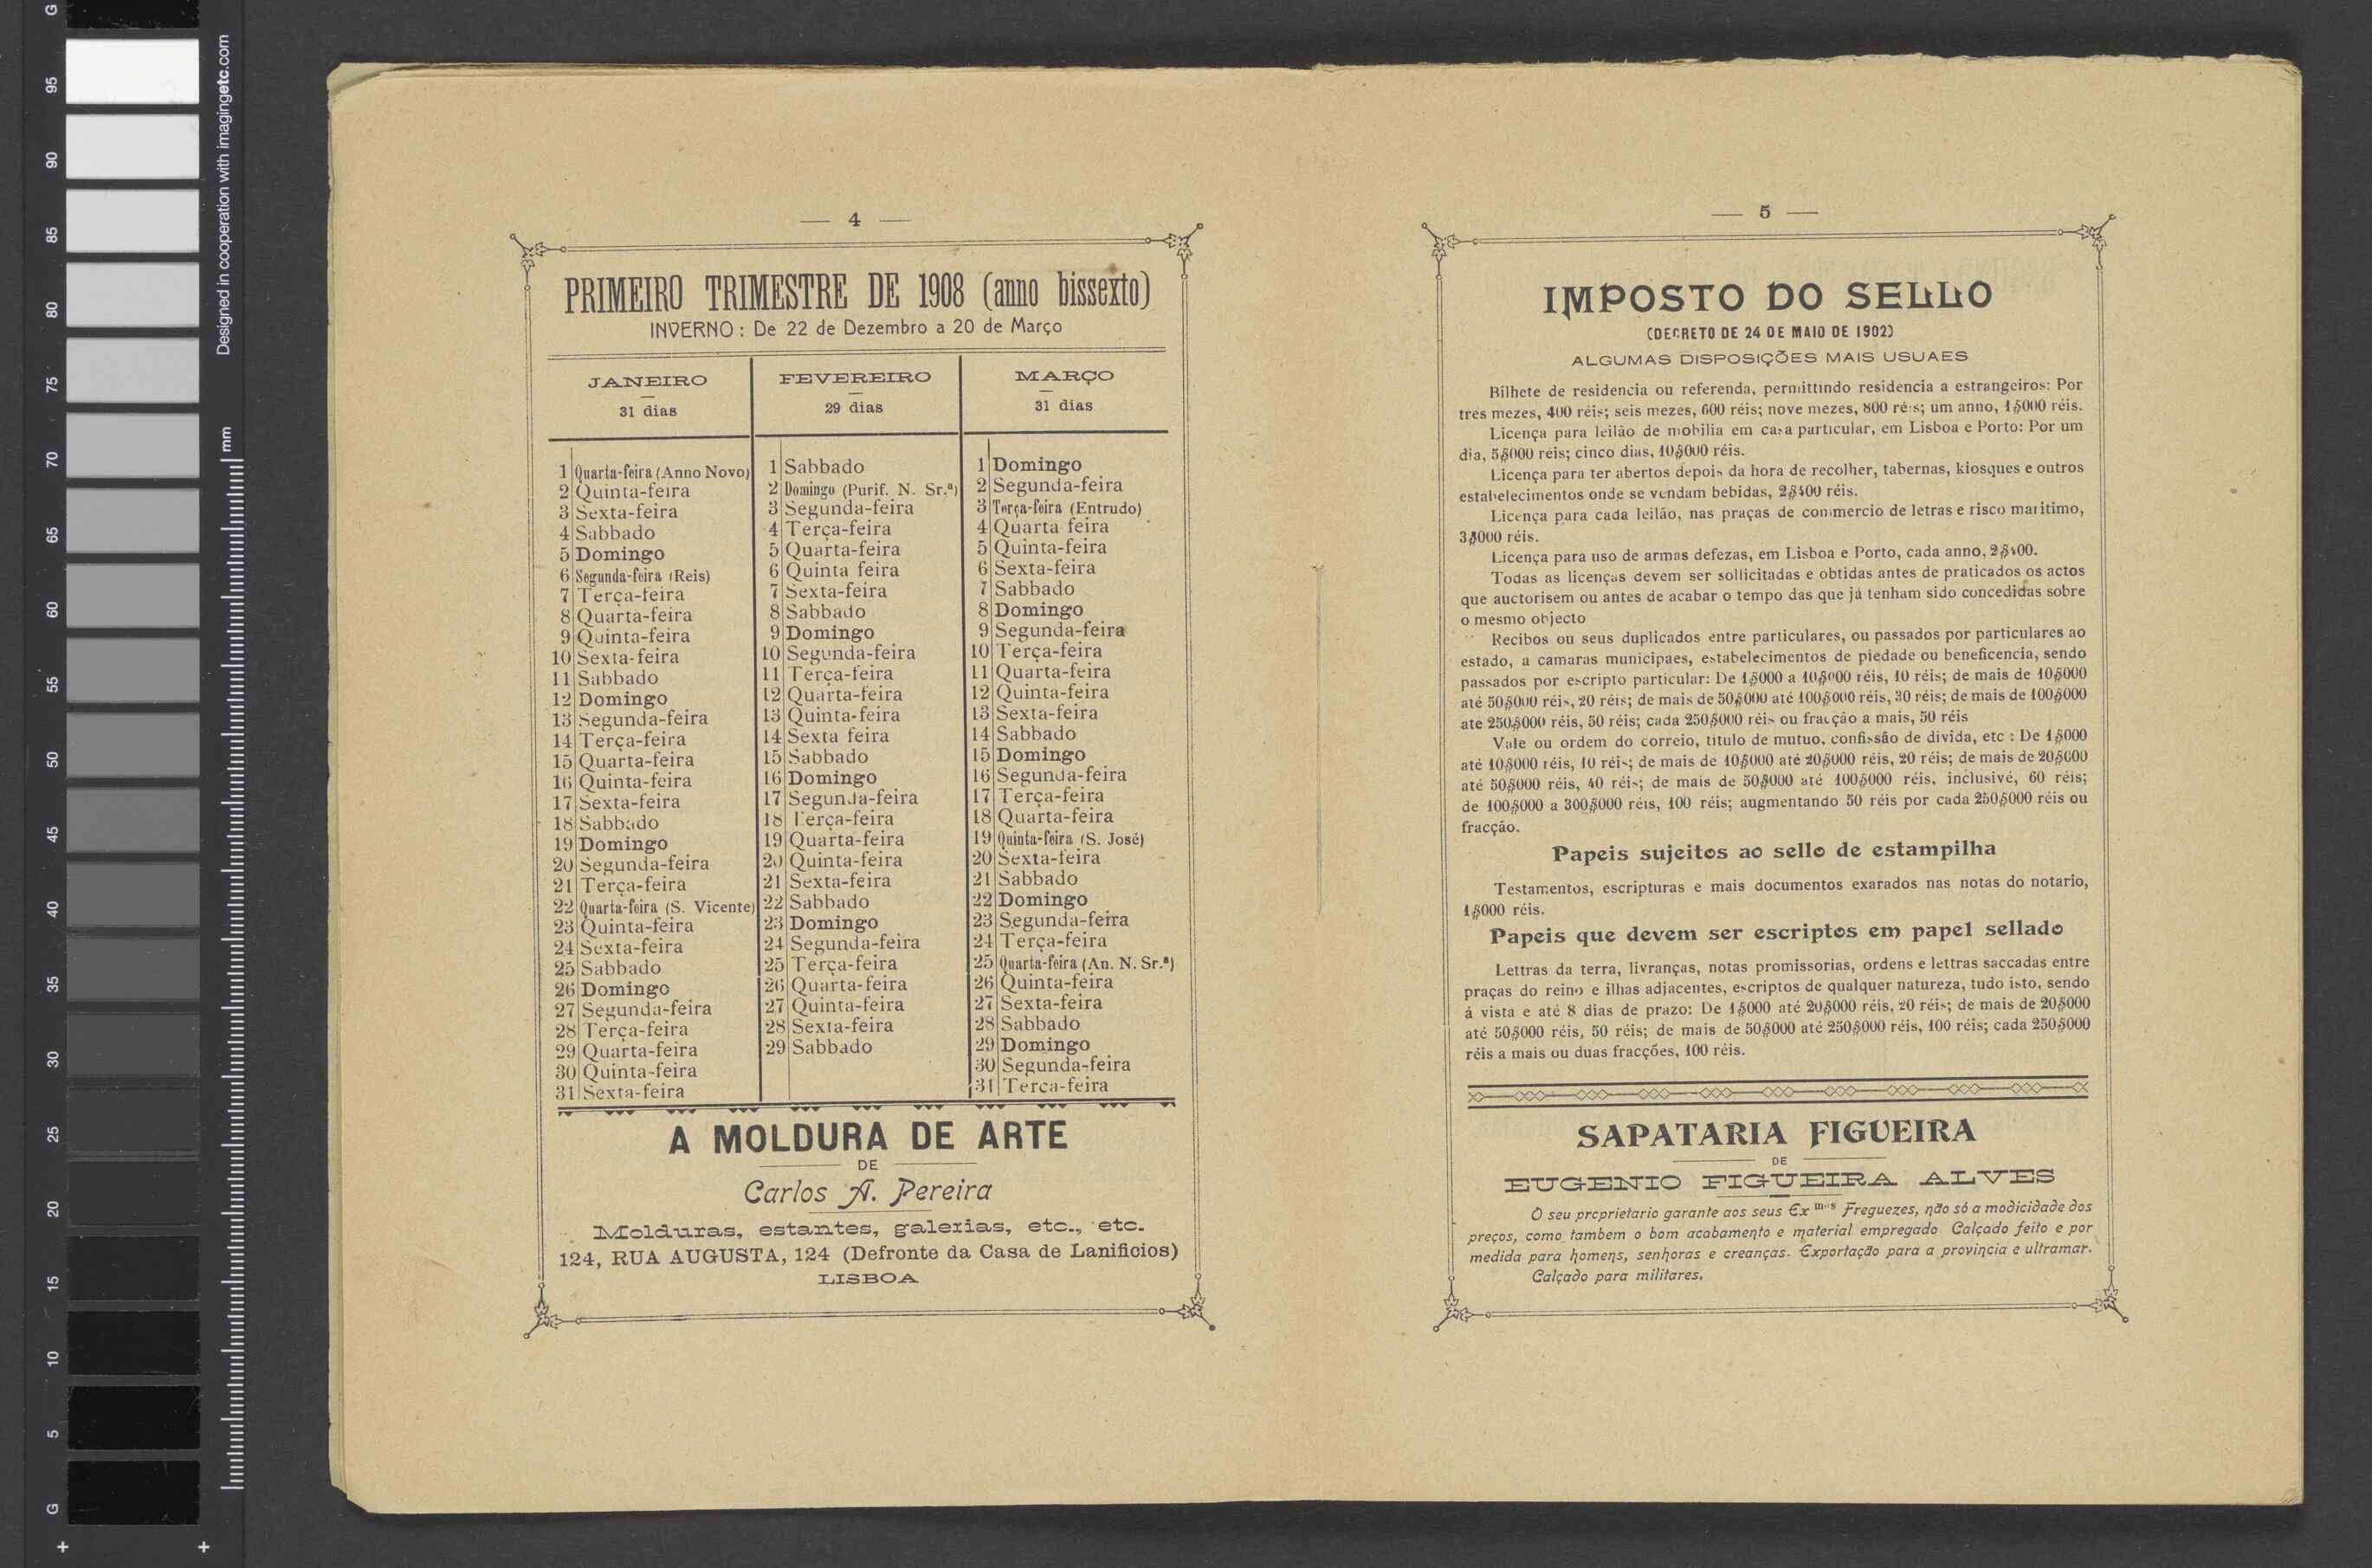 — 4 —
PRIMEIRO TRIMESTRE DE 1908 (anno bissexto)
INVERNO: De 22 de Dezembro a 20 de Março
JANEIRO
31 dias
1 Quarta-feira (Anno Novo)
2 Quinta-feira
3 Sexta-feira
4 Sabbado
5 Domingo
6 Segunda-feira (Reis)
7 Terça-feira
8 Quarta-feira
9 Quinta-feira
10 Sexta-feira
11 Sabbado
12 Domingo
13 Segunda-feira
14 Terça-feira
15 Quarta-feira
16 Quinta-feira
17 Sexta-feira
18 Sabbado
19 Domingo
20 Segunda-feira
21 Terça-feira
22 Quarta-feira (S. Vicente)
23 Quinta-feira
24 Sexta-feira
25 Sabbado
26 Domingo
27 Segunda-feira
28 Terça-feira
29 Quarta-feira
30 Quinta-feira
31 Sexta-feira
FEVEREIRO
29 dias
1 Sabbado
2 Domingo (Purif. N. Sr.ª)
3 Segunda-feira
4 Terça-feira
5 Quarta-feira
6 Quinta feira
7 Sexta-feira
8 Sabbado
9 Domingo
10 Segunda-feira
11 Terça-feira
12 Quarta-feira
13 Quinta-feira
14 Sexta feira
15 Sabbado
16 Domingo
17 Segunda-feira
18 Terça-feira
19 Quarta-feira
20 Quinta-feira
21 Sexta-feira
22 Sabbado
23 Domingo
24 Segunda-feira
25 Terça-feira
26 Quarta-feira
27 Quinta-feira
28 Sexta-feira
29 Sabbado
MARÇO
31 dias
1 Domingo
2 Segunda-feira
3 Terça-feira (Entrudo)
4 Quarta feira
5 Quinta-feira
6 Sexta-feira
7 Sabbado
8 Domingo
9 Segunda-feira
10 Terça-feira
11 Quarta-feira
12 Quinta-feira
13 Sexta-feira
14 Sabbado
15 Domingo
16 Segunda-feira
17 Terça-feira
18 Quarta-feira
19 Quinta-feira (S. José)
20 Sexta-feira
21 Sabbado
22 Domingo
23 Segunda-feira
24 Terça-feira
25 Quarta-feira (An. N. Sr.ª)
26 Quinta-feira
27 Sexta-feira
28 Sabbado
29 Domingo
30 Segunda-feira
31 Terca-feira
A MOLDURA DE ARTE
DE
Carlos A. Pereira
Molduras, estantes, galerias, etc., etc.
124, RUA AUGUSTA, 124 (Defronte da Casa de Lanificios)
LISBOA
— 5 —
IMPOSTO DO SELLO
(DECRETO DE 24 DE MAIO DE 1902)
ALGUMAS DISPOSIÇÕES MAIS USUAES
Bilhete de residencia ou referenda, permittindo residencia a estrangeiros: Por
tres mezes, 400 réis; seis mezes, 600 réis; nove mezes, 800 réis; um anno, 1$000 réis.
Licença para leilão de mobilia em casa particular, em Lisboa e Porto: Por um
dia, 5$000 réis; cinco dias, 10$000 réis.
Licença para ter abertos depois da hora de recolher, tabernas, kiosques e outros
estabelecimentos onde se vendam bebidas, 2$400 réis.
Licença para cada leilão, nas praças de commercio de letras e risco maritimo,
3$000 réis.
Licença para uso de armas defezas, em Lisboa e Porto, cada anno, 2$400.
Todas as licenças devem ser sollicitadas e obtidas antes de praticados os actos
que auctorisem ou antes de acabar o tempo das que já tenham sido concedidas sobre
o mesmo objecto
Recibos ou seus duplicados entre particulares, ou passados por particulares ao
estado, a camaras municipaes, estabelecimentos de piedade ou beneficencia, sendo
passados por escripto particular: De 1$000 a 10$000 réis, 10 réis; de mais de 10$000
até 50$000 réis, 20 réis; de mais de 50$000 até 100$000 réis, 30 réis; de mais de 100$000
ate 250$000 réis, 50 réis; cada 250$000 réis ou fracção a mais, 50 réis
Vale ou ordem do correio, titulo de mutuo, confissão de divida, etc : De 1$000
até 10$000 réis, 10 réis; de mais de 10$000 até 20$000 réis, 20 réis; de mais de 20$000
até 50$000 réis, 40 réis; de mais de 50$000 até 100$000 réis, inclusivé, 60 réis;
de 100$000 a 300$000 réis, 100 réis; augmentando 50 réis por cada 250$000 réis ou
fracção.
Papeis sujeitos ao sello de estampilha
Testamentos, escripturas e mais documentos exarados nas notas do notario,
1$000 réis.
Papeis que devem ser escriptos em papel sellado
Lettras da terra, livranças, notas promissorias, ordens e lettras saccadas entre
praças do reino e ilhas adjacentes, escriptos de qualquer natureza, tudo isto, sendo
á vista e até 8 dias de prazo: De 1$000 até 20$000 réis, 20 réis; de mais de 20$000
até 50$000 réis, 50 réis; de mais de 50$000 até 250$000 réis, 100 réis; cada 250$000
réis a mais ou duas fracções, 100 réis.
SAPATARIA FIGUEIRA
DE
EUGENIO FIGUEIRA ALVES
O seu proprietario garante aos seus Ex.mos Freguezes, não só a modicidade dos
preços, como tambem o bom acabamento e material empregado Calçado feito e por
medida para homens, senhoras e creanças. Exportação para a provincia e ultramar.
Calçado para militares.
G
95
90
85
80
75
70
65
60
55
50
45
40
35
30
25
20
15
10
5
G
Designed in cooperation with imagingetc.com
mm